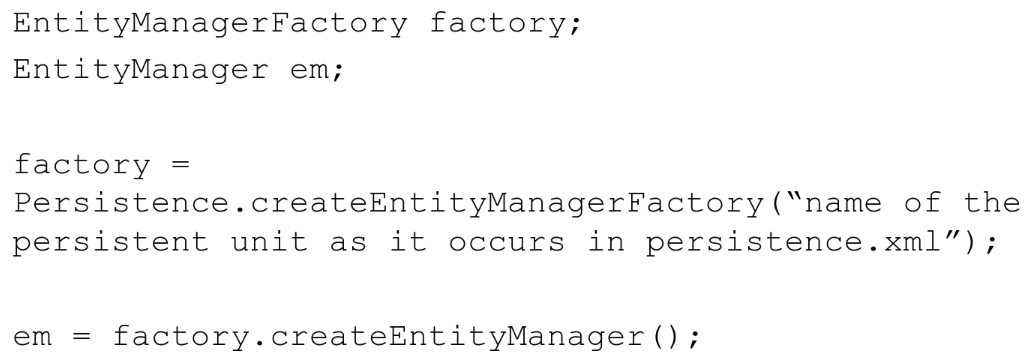 EntityManagerFactory factory;
EntityManager em;
factory =
Persistence.createEntityManagerFactory(“name of the
persistent unit as it occurs in persistence.xml”);
em = factory.createEntityManager();